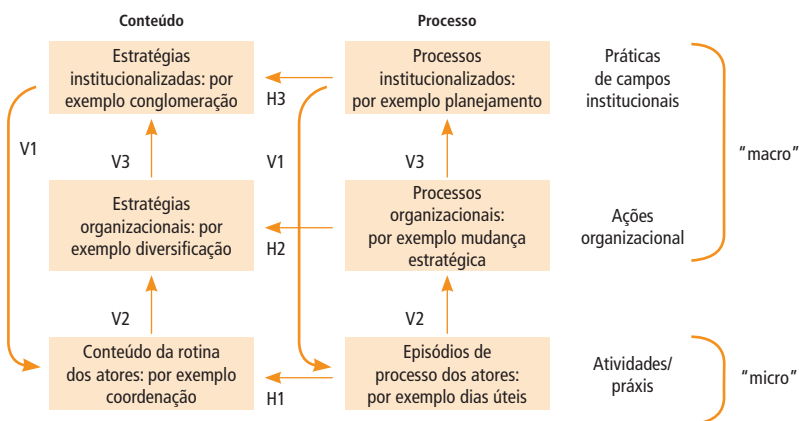 Conteúdo
Processo
Estratégias
institucionalizadas: por
exemplo conglomeração
H3
Processos
institucionalizados:
por exemplo planejamento
Práticas
de campos
institucionais
V1
V3
V1
V3
"macro"
Estratégias
organizacionais: por
exemplo diversificação
H2
Processos
organizacionais:
por exemplo mudança
estratégica
Ações
organizacional
V2
V2
Conteúdo da rotina
dos atores: por exemplo
coordenação
H1
Episódios de
processo dos atores:
por exemplo dias úteis
Atividades/
práxis
"micro"